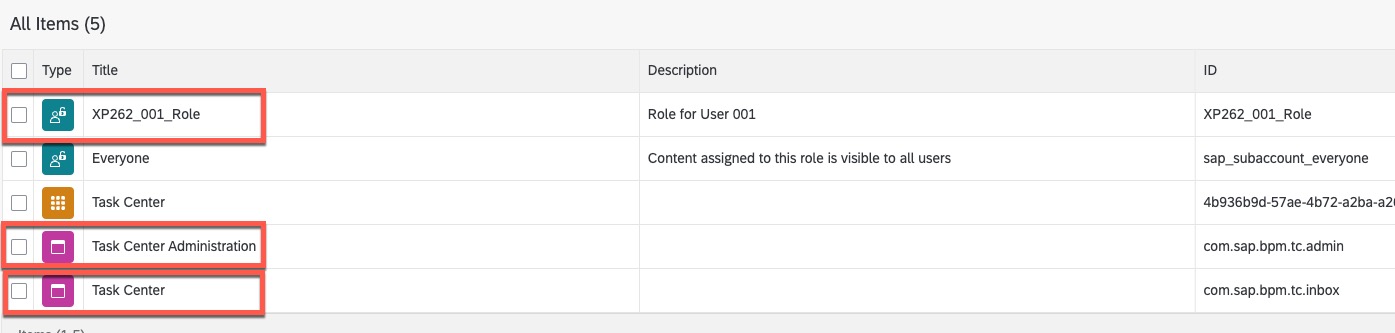 All Items (5)
Type Title Description ID
XP262_001_Role Role for User 001 XP262_001_Role
Everyone Content assigned to this role is visible to all users sap_subaccount_everyone
Task Center 4b936b9d-57ae-4b72-a2ba-a20
Task Center Administration com.sap.bpm.tc.admin
Task Center com.sap.bpm.tc.inbox
Items (1-5)